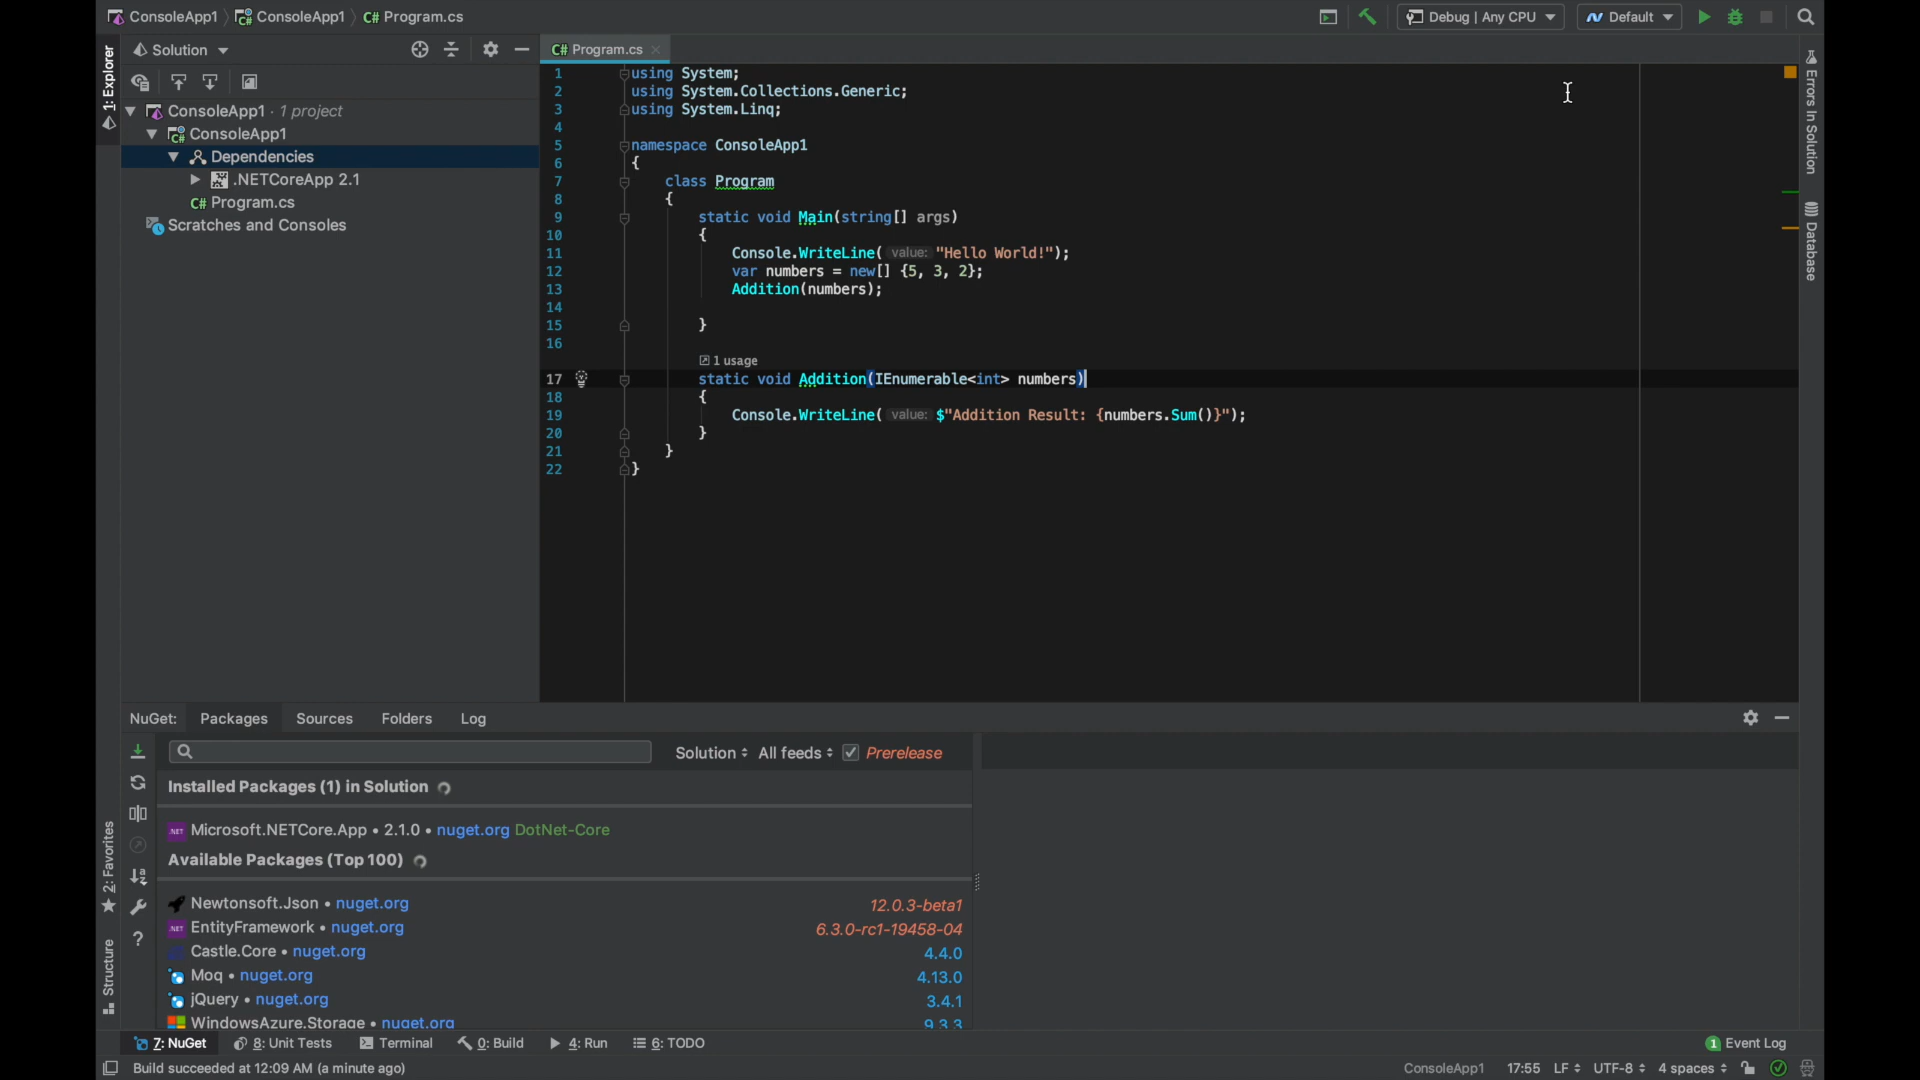 ConsoleApp1 ConsoleApp1 C# Program.cs Debug | Any CPU Default
1: Explorer
Solution
C# Program.cs
ConsoleApp1 · 1 project
ConsoleApp1
Dependencies
.NETCoreApp 2.1
C# Program.cs
Scratches and Consoles
1 using System;
2 using System.Collections.Generic;
3 using System.Linq;
4
5 namespace ConsoleApp1
6 {
7 class Program
8 {
9 static void Main(string[] args)
10 {
11 Console.WriteLine( value: "Hello World!");
12 var numbers = new[] {5, 3, 2};
13 Addition(numbers);
14
15 }
16
1 usage
17 static void Addition(IEnumerable<int> numbers)
18 {
19 Console.WriteLine( value: $"Addition Result: {numbers.Sum()}");
20 }
21 }
22 }
Errors In Solution
Database
NuGet: Packages Sources Folders Log
Solution All feeds Prerelease
Installed Packages (1) in Solution
.NET Microsoft.NETCore.App • 2.1.0 • nuget.org DotNet-Core
Available Packages (Top 100)
Newtonsoft.Json • nuget.org 12.0.3-beta1
.NET EntityFramework • nuget.org 6.3.0-rc1-19458-04
Castle.Core • nuget.org 4.4.0
Moq • nuget.org 4.13.0
jQuery • nuget.org 3.4.1
WindowsAzure.Storage • nuget.org 9.3.3
2: Favorites
Structure
7: NuGet 8: Unit Tests Terminal 0: Build 4: Run 6: TODO 1 Event Log
Build succeeded at 12:09 AM (a minute ago) ConsoleApp1 17:55 LF UTF-8 4 spaces